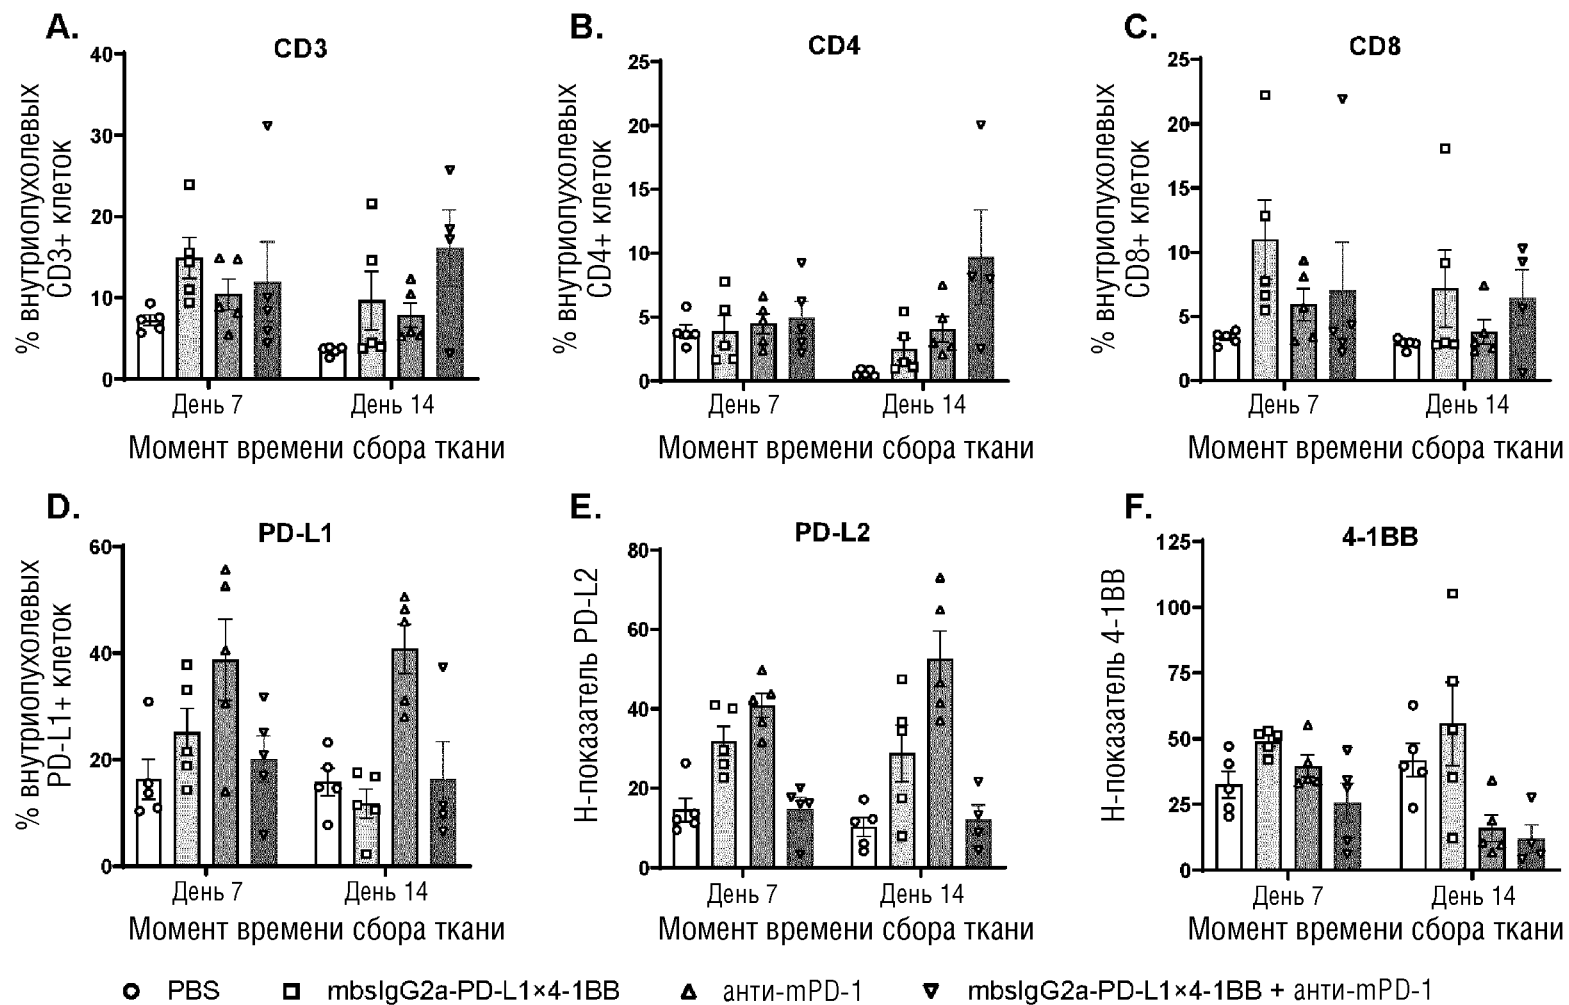 A.
CD3
% внутриопухолевых
CD3+ клеток
40
30
20
10
0
День 7
День 14
Момент времени сбора ткани
B.
CD4
% внутриопухолевых
CD4+ клеток
25
20
15
10
5
0
День 7
День 14
Момент времени сбора ткани
C.
CD8
% внутриопухолевых
CD8+ клеток
25
20
15
10
5
0
День 7
День 14
Момент времени сбора ткани
D.
PD-L1
% внутриопухолевых
PD-L1+ клеток
60
40
20
0
День 7
День 14
Момент времени сбора ткани
E.
PD-L2
Н-показатель PD-L2
80
60
40
20
0
День 7
День 14
Момент времени сбора ткани
F.
4-1BB
Н-показатель 4-1BB
125
100
75
50
25
0
День 7
День 14
Момент времени сбора ткани
PBS
mbsIgG2a-PD-L1×4-1BB
анти-mPD-1
mbsIgG2a-PD-L1×4-1BB + анти-mPD-1